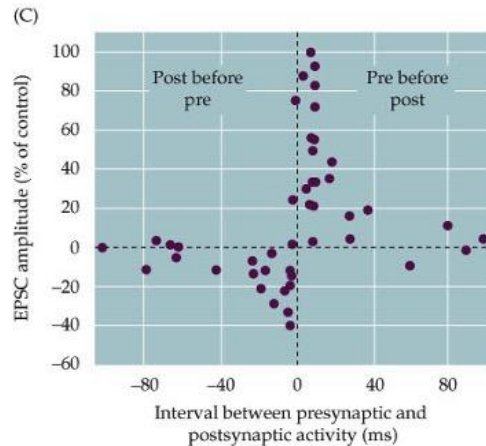 (C)
100
80
60
40
20
0
−20
−40
−60
EPSC amplitude (% of control)
Post before
pre
Pre before
post
−80
−40
0
40
80
Interval between presynaptic and
postsynaptic activity (ms)